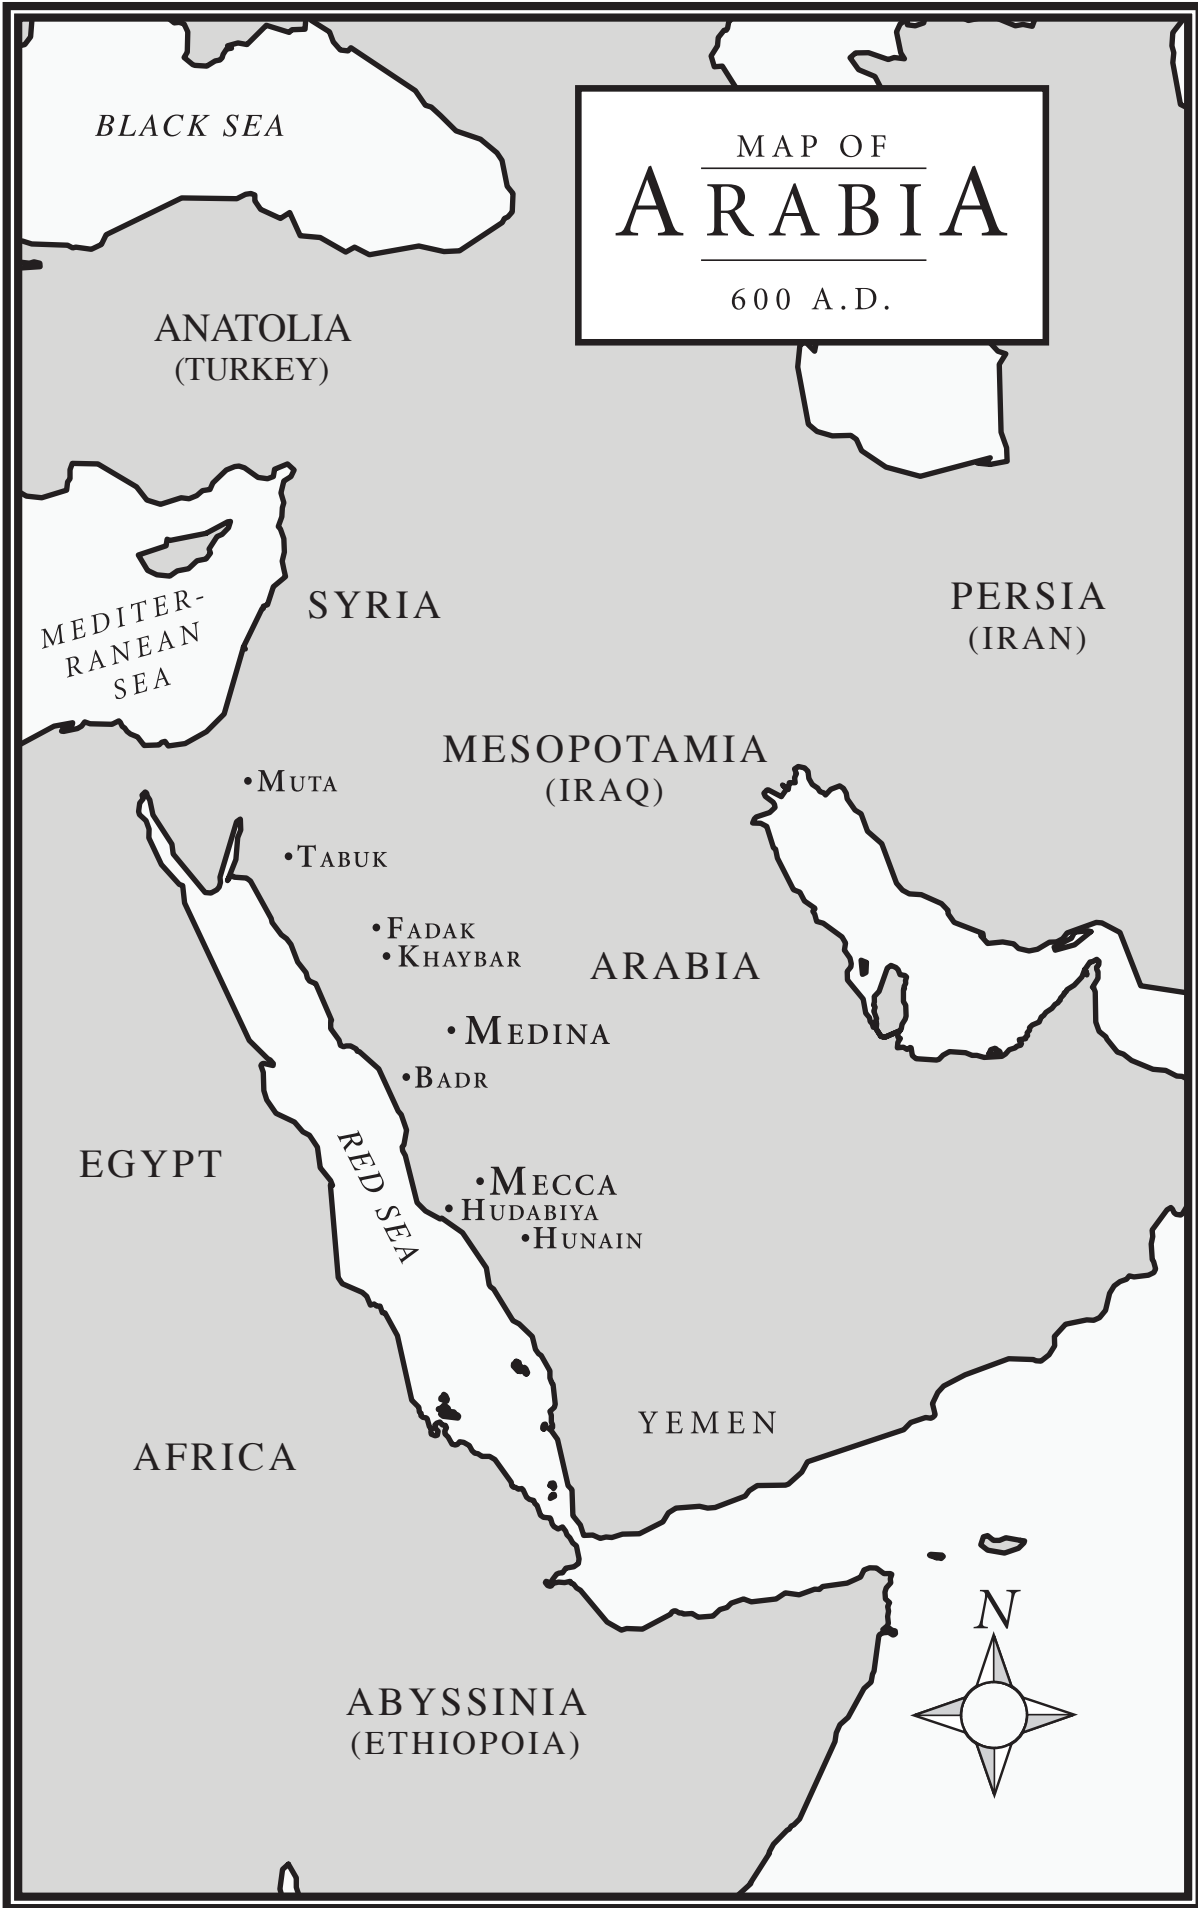 BLACK SEA
MAP OF
ARABIA
600 A.D.
ANATOLIA
(TURKEY)
MEDITER-
RANEAN
SEA
SYRIA
PERSIA
(IRAN)
MESOPOTAMIA
(IRAQ)
•MUTA
•TABUK
•FADAK
•KHAYBAR
ARABIA
•MEDINA
•BADR
EGYPT
RED SEA
•MECCA
•HUDABIYA
•HUNAIN
YEMEN
AFRICA
N
ABYSSINIA
(ETHIOPOIA)